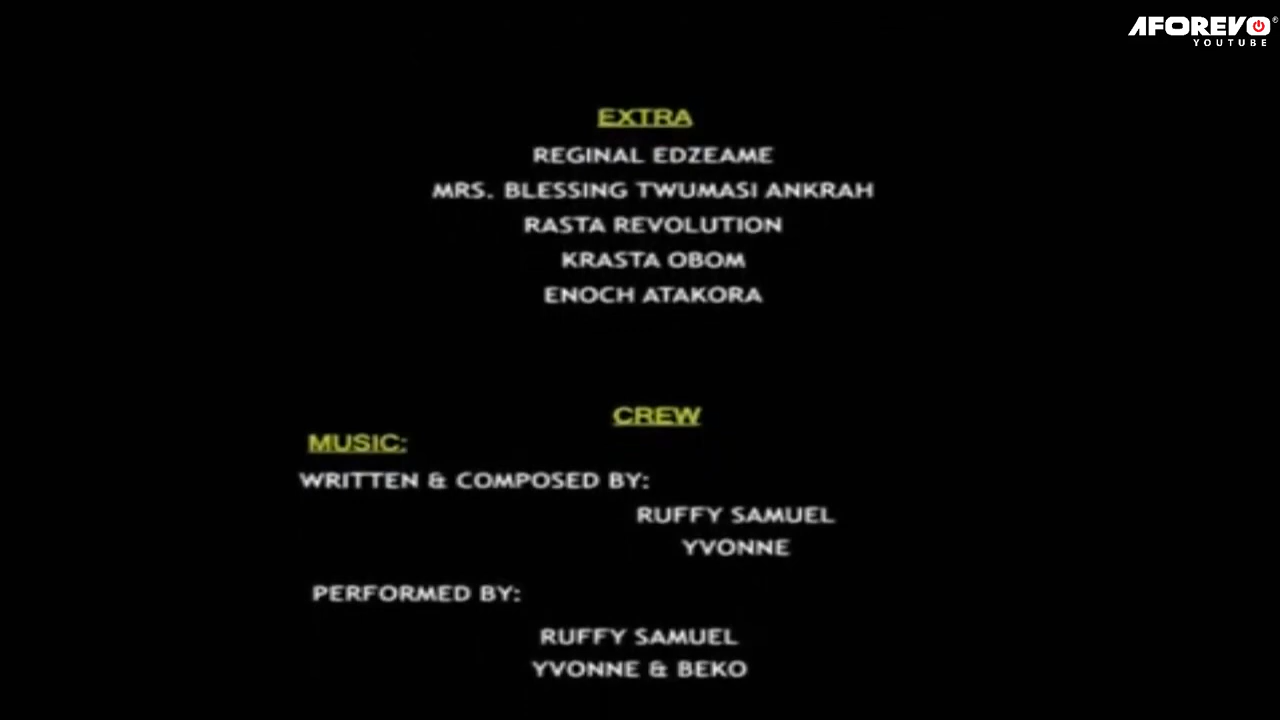 AFOREVO
YOUTUBE
EXTRA
REGINAL EDZEAME
MRS. BLESSING TWUMASI ANKRAH
RASTA REVOLUTION
KRASTA OBOM
ENOCH ATAKORA
CREW
MUSIC:
WRITTEN & COMPOSED BY:
RUFFY SAMUEL
YVONNE
PERFORMED BY:
RUFFY SAMUEL
YVONNE & BEKO